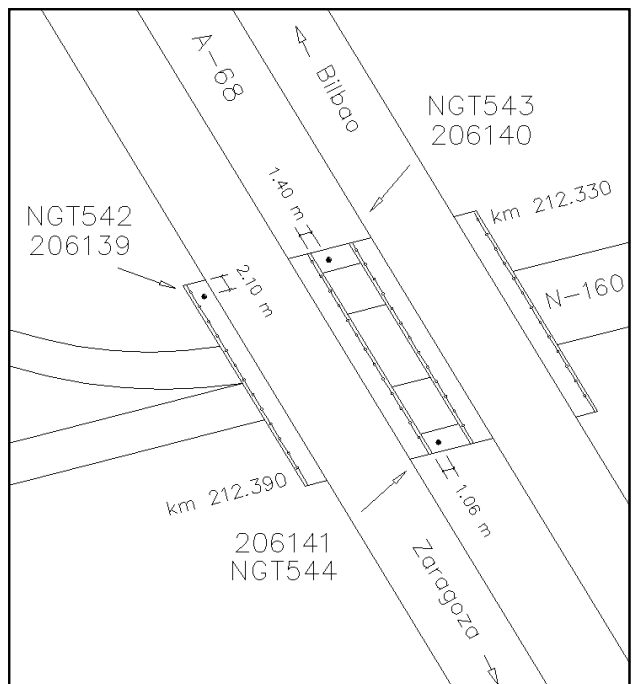 A-68
Bilbao
NGT543
206140
1.40 m
km 212.330
NGT542
206139
2.10 m
N-160
km 212.390
1.06 m
206141
NGT544
Zaragoza